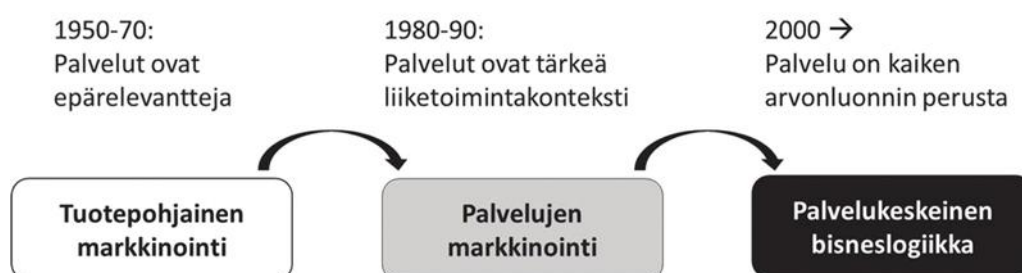 1950-70:
Palvelut ovat
epärelevantteja
1980-90:
Palvelut ovat tärkeä
liiketoimintakonteksti
2000 →
Palvelu on kaiken
arvonluonnin perusta
Tuotepohjainen
markkinointi
Palvelujen
markkinointi
Palvelukeskeinen
bisneslogiikka